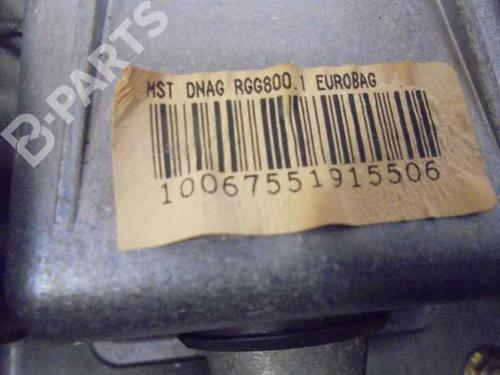 B-PARTS
MST DNAG RGG800.1 EUROBAG
10067551915506